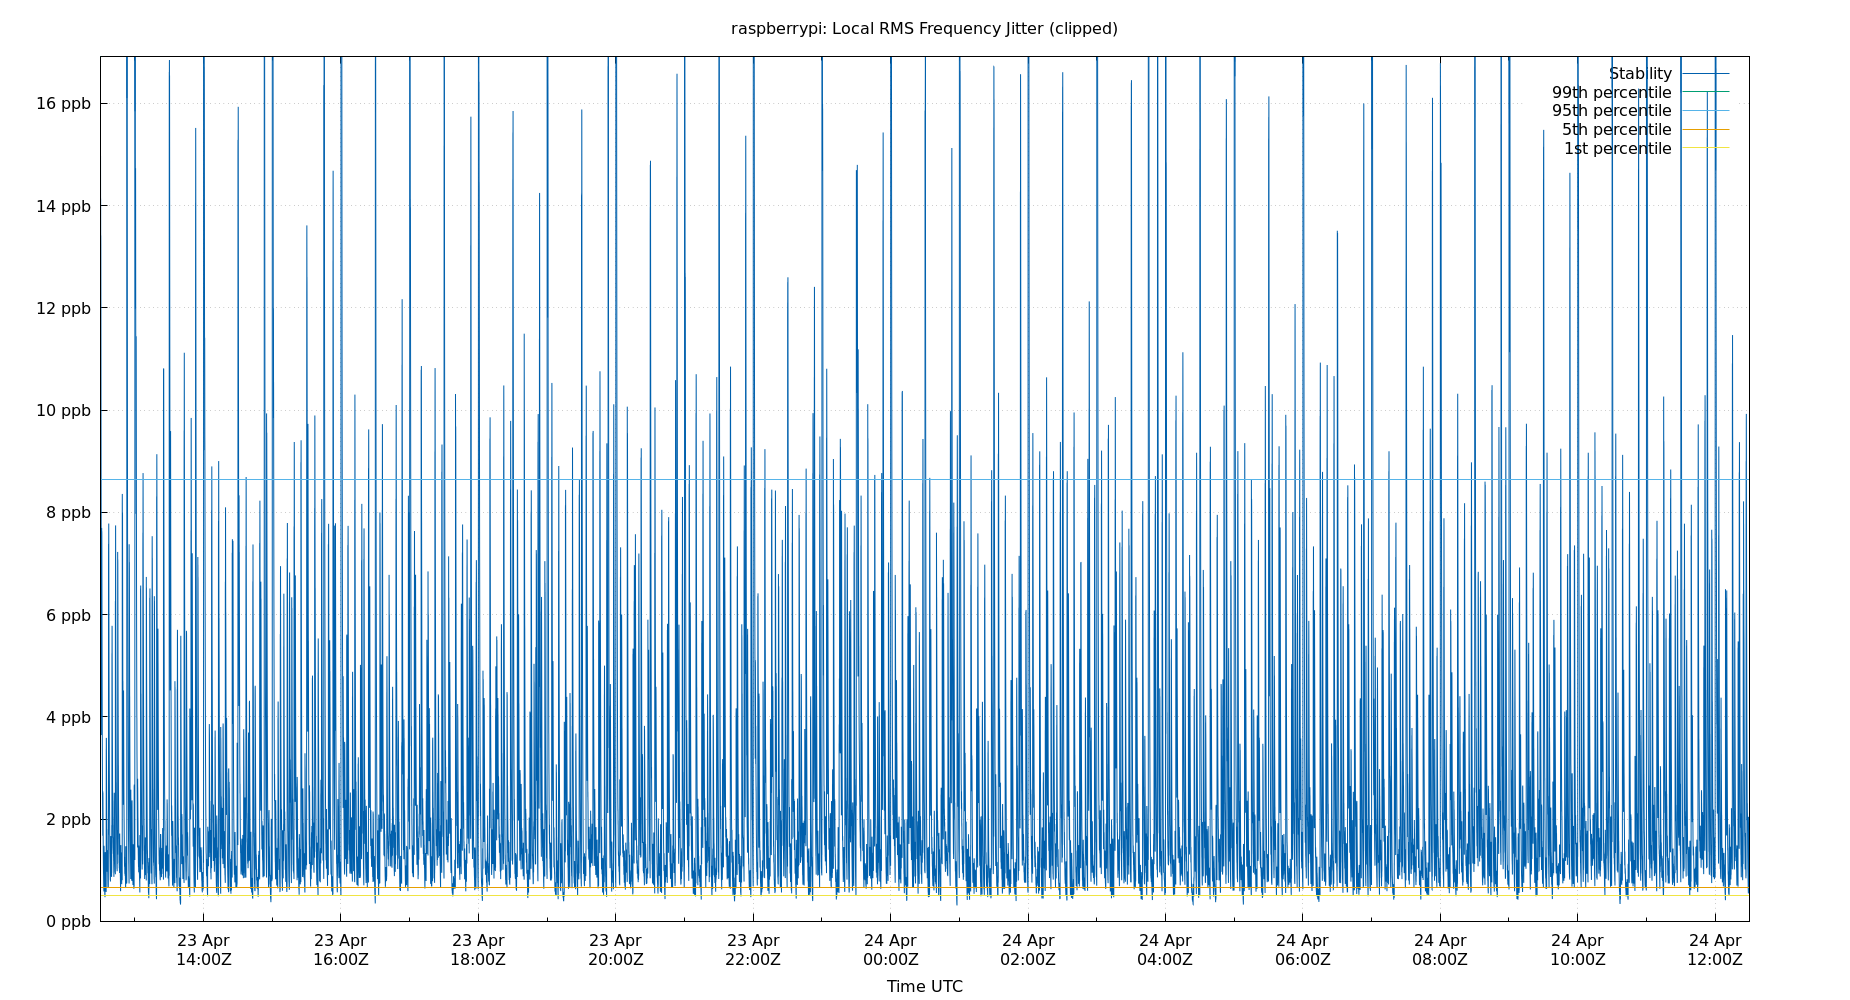 raspberrypi: Local RMS Frequency Jitter (clipped)
Stability
99th percentile
95th percentile
5th percentile
1st percentile
16 ppb
14 ppb
12 ppb
10 ppb
8 ppb
6 ppb
4 ppb
2 ppb
0 ppb
23 Apr 23 Apr 23 Apr 23 Apr 23 Apr 24 Apr 24 Apr 24 Apr 24 Apr 24 Apr 24 Apr 24 Apr
14:00Z 16:00Z 18:00Z 20:00Z 22:00Z 00:00Z 02:00Z 04:00Z 06:00Z 08:00Z 10:00Z 12:00Z
Time UTC